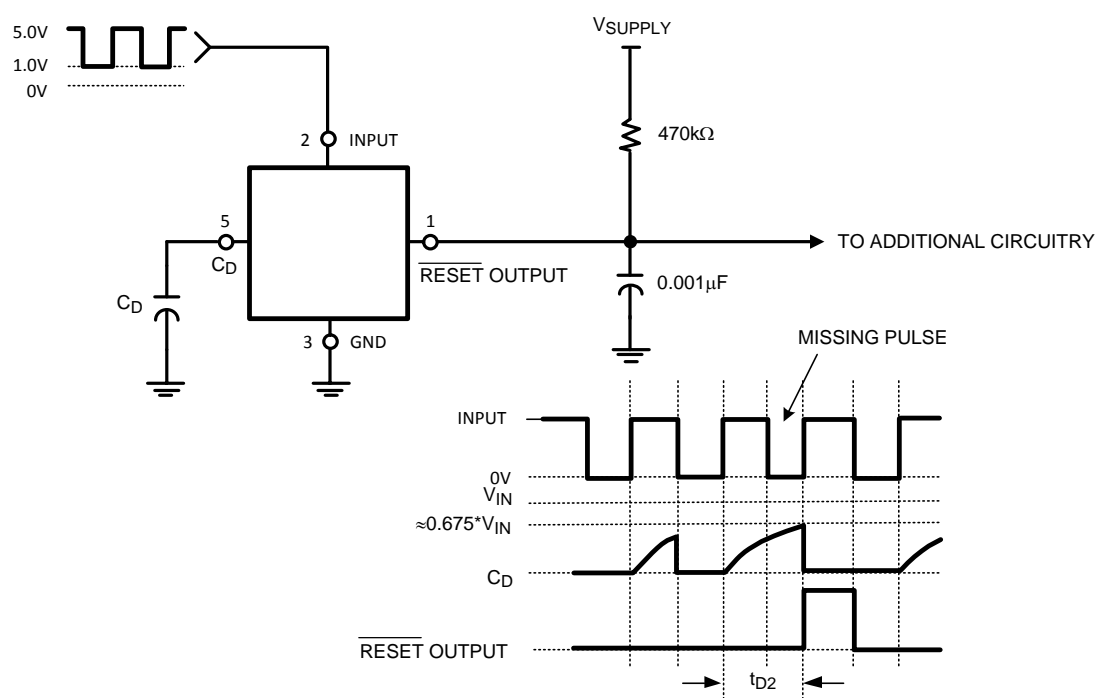 5.0V
1.0V
0V
VSUPPLY
470kΩ
2 INPUT
5
CD
1
RESET OUTPUT
TO ADDITIONAL CIRCUITRY
CD
0.001μF
3 GND
MISSING PULSE
INPUT
0V
VIN
≈0.675*VIN
CD
RESET OUTPUT
tD2